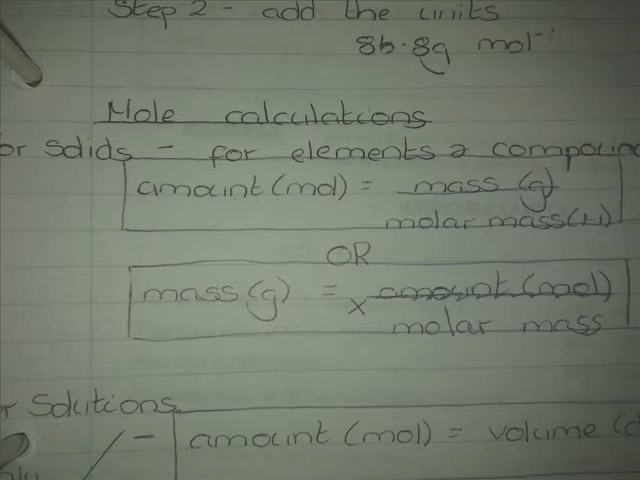 Step 2 - add the units
86.8g mol⁻
Mole calculations
or solids - for elements & compound
amount (mol) = mass (g)
molar mass (M)
OR
mass (g) = x amount (mol)
molar mass
r Solutions
- amount (mol) = volume (d